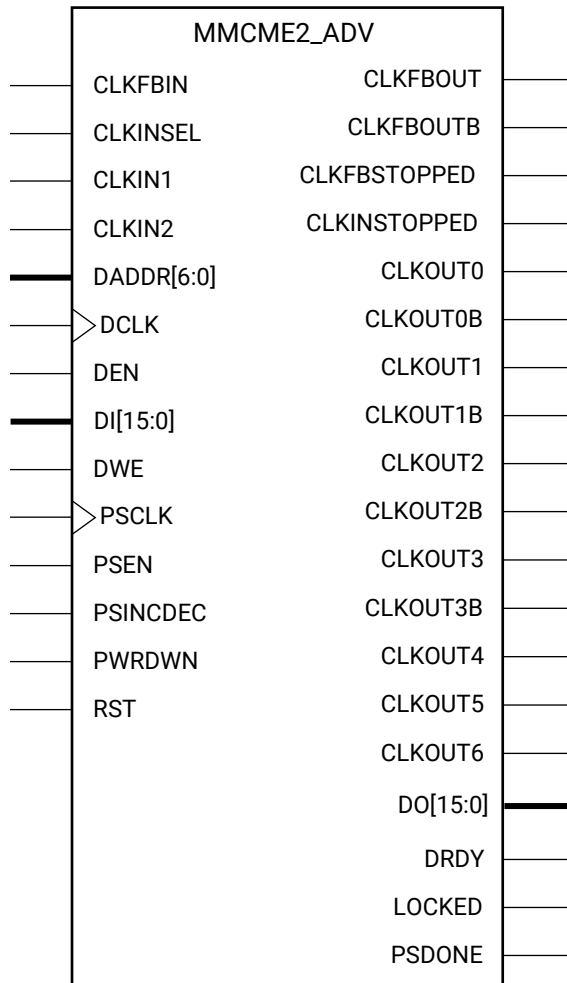 MMCME2_ADV
CLKFBIN
CLKINSEL
CLKIN1
CLKIN2
DADDR[6:0]
DCLK
DEN
DI[15:0]
DWE
PSCLK
PSEN
PSINCDEC
PWRDWN
RST
CLKFBOUT
CLKFBOUTB
CLKFBSTOPPED
CLKINSTOPPED
CLKOUT0
CLKOUT0B
CLKOUT1
CLKOUT1B
CLKOUT2
CLKOUT2B
CLKOUT3
CLKOUT3B
CLKOUT4
CLKOUT5
CLKOUT6
DO[15:0]
DRDY
LOCKED
PSDONE